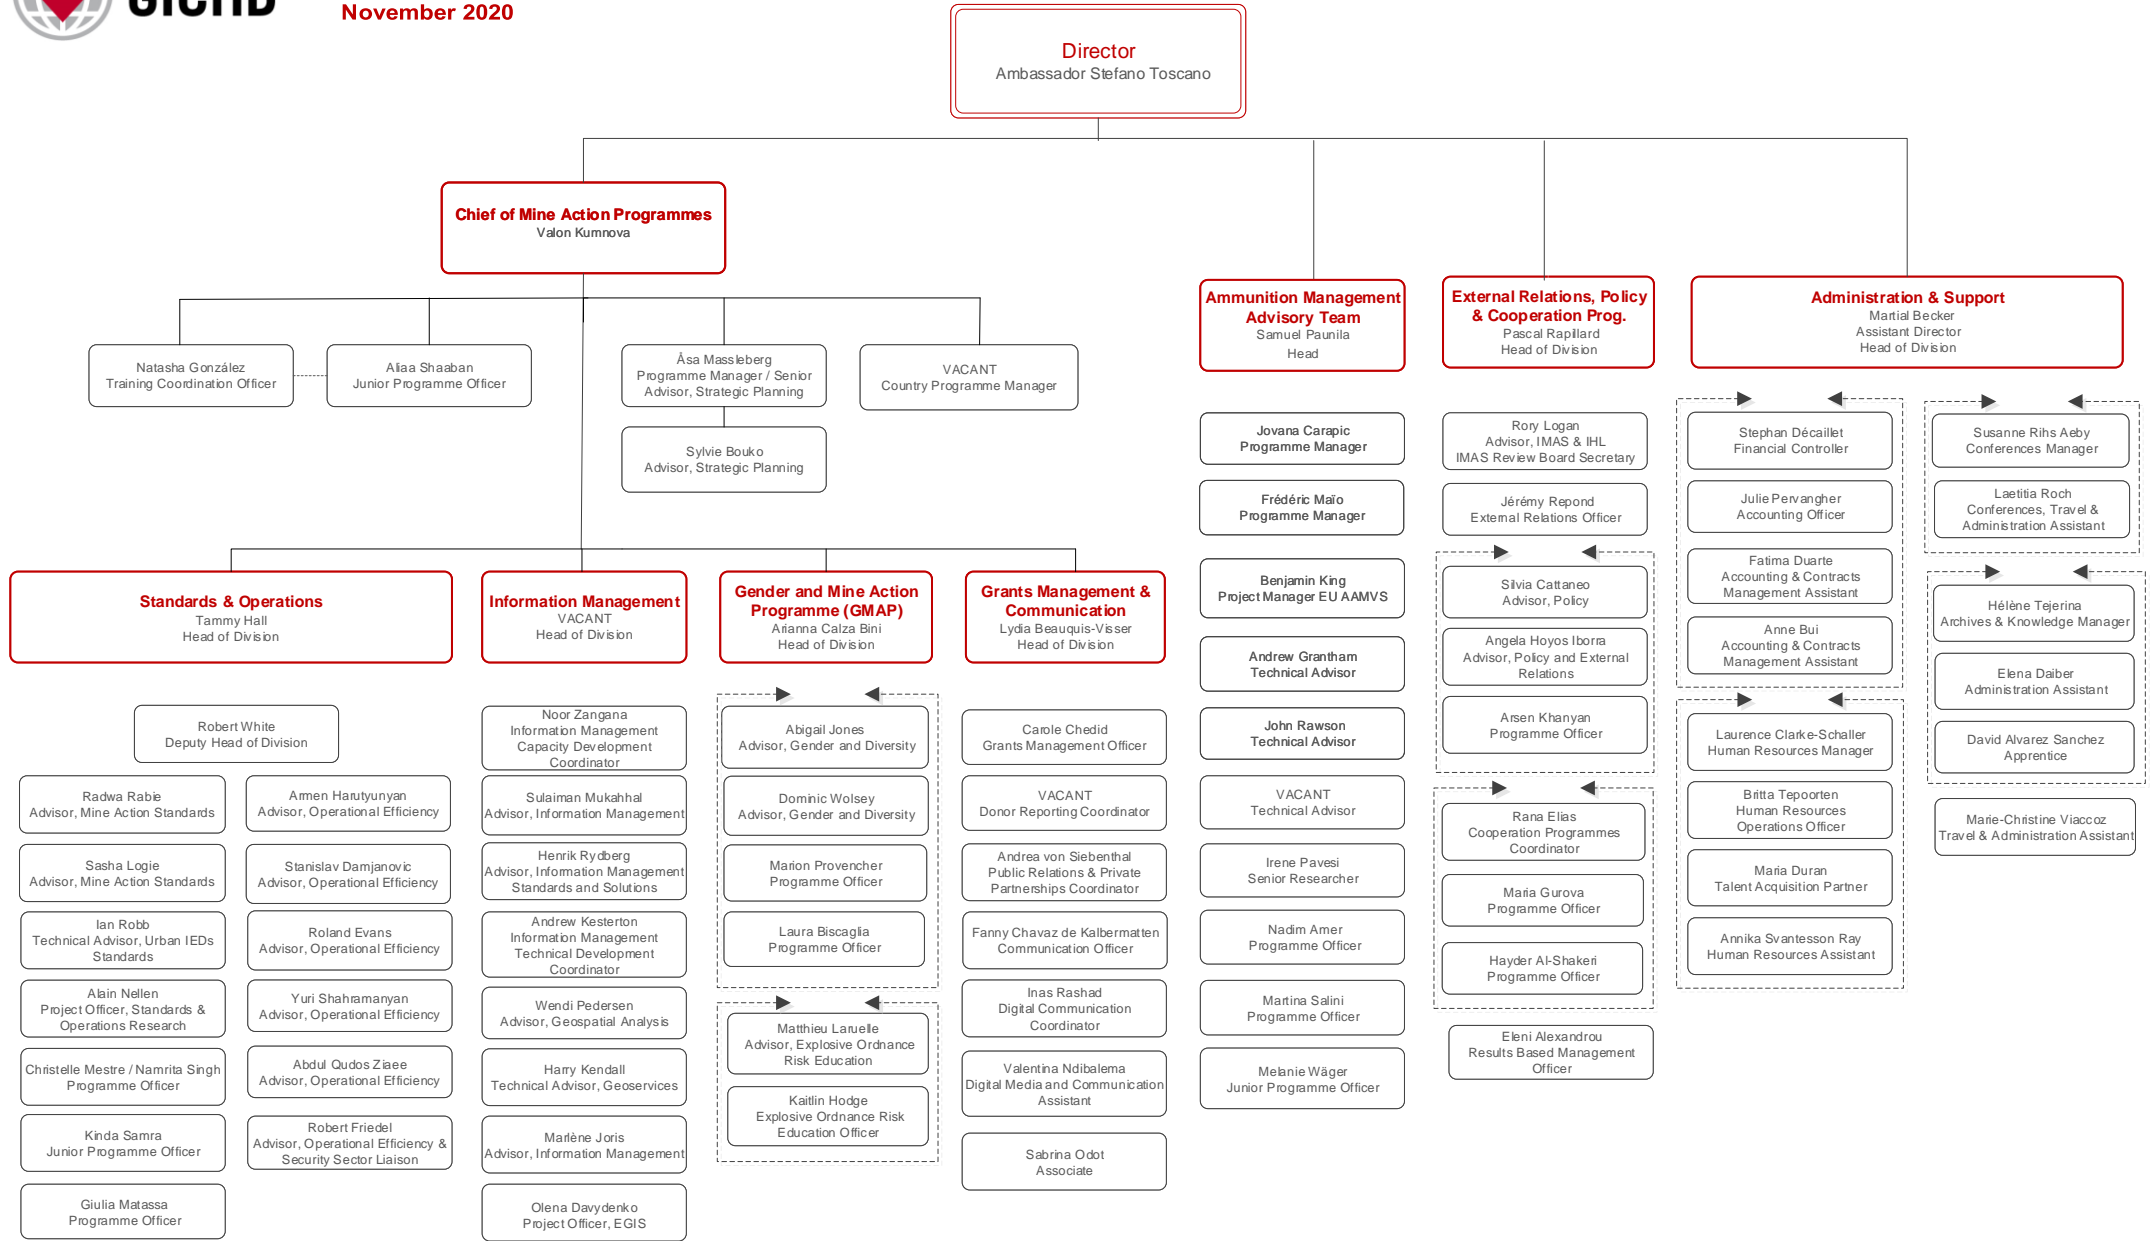 GICHD
November 2020
Director
Ambassador Stefano Toscano
Chief of Mine Action Programmes
Valon Kumnova
Natasha González
Training Coordination Officer
Aliaa Shaaban
Junior Programme Officer
Åsa Massleberg
Programme Manager / Senior
Advisor, Strategic Planning
VACANT
Country Programme Manager
Sylvie Bouko
Advisor, Strategic Planning
Standards & Operations
Tammy Hall
Head of Division
Robert White
Deputy Head of Division
Radwa Rabie
Advisor, Mine Action Standards
Sasha Logie
Advisor, Mine Action Standards
Ian Robb
Technical Advisor, Urban IEDs
Standards
Alain Nellen
Project Officer, Standards &
Operations Research
Christelle Mestre / Namrita Singh
Programme Officer
Kinda Samra
Junior Programme Officer
Giulia Matassa
Programme Officer
Armen Harutyunyan
Advisor, Operational Efficiency
Stanislav Damjanovic
Advisor, Operational Efficiency
Roland Evans
Advisor, Operational Efficiency
Yuri Shahramanyan
Advisor, Operational Efficiency
Abdul Qudos Ziaee
Advisor, Operational Efficiency
Robert Friedel
Advisor, Operational Efficiency &
Security Sector Liaison
Information Management
VACANT
Head of Division
Noor Zangana
Information Management
Capacity Development
Coordinator
Sulaiman Mukahhal
Advisor, Information Management
Henrik Rydberg
Advisor, Information Management
Standards and Solutions
Andrew Kesterton
Information Management
Technical Development
Coordinator
Wendi Pedersen
Advisor, Geospatial Analysis
Harry Kendall
Technical Advisor, Geoservices
Marlène Joris
Advisor, Information Management
Olena Davydenko
Project Officer, EGIS
Gender and Mine Action
Programme (GMAP)
Arianna Calza Bini
Head of Division
Abigail Jones
Advisor, Gender and Diversity
Dominic Wolsey
Advisor, Gender and Diversity
Marion Provencher
Programme Officer
Laura Biscaglia
Programme Officer
Matthieu Laruelle
Advisor, Explosive Ordnance
Risk Education
Kaitlin Hodge
Explosive Ordnance Risk
Education Officer
Grants Management &
Communication
Lydia Beauquis-Visser
Head of Division
Carole Chedid
Grants Management Officer
VACANT
Donor Reporting Coordinator
Andrea von Siebenthal
Public Relations & Private
Partnerships Coordinator
Fanny Chavaz de Kalbermatten
Communication Officer
Inas Rashad
Digital Communication
Coordinator
Valentina Ndibalema
Digital Media and Communication
Assistant
Sabrina Odot
Associate
Ammunition Management
Advisory Team
Samuel Paunila
Head
Jovana Carapic
Programme Manager
Frédéric Maïo
Programme Manager
Benjamin King
Project Manager EU AAMVS
Andrew Grantham
Technical Advisor
John Rawson
Technical Advisor
VACANT
Technical Advisor
Irene Pavesi
Senior Researcher
Nadim Amer
Programme Officer
Martina Salini
Programme Officer
Melanie Wäger
Junior Programme Officer
External Relations, Policy
& Cooperation Prog.
Pascal Rapillard
Head of Division
Rory Logan
Advisor, IMAS & IHL
IMAS Review Board Secretary
Jérémy Repond
External Relations Officer
Silvia Cattaneo
Advisor, Policy
Angela Hoyos Iborra
Advisor, Policy and External
Relations
Arsen Khanyan
Programme Officer
Rana Elias
Cooperation Programmes
Coordinator
Maria Gurova
Programme Officer
Hayder Al-Shakeri
Programme Officer
Eleni Alexandrou
Results Based Management
Officer
Administration & Support
Martial Becker
Assistant Director
Head of Division
Stephan Décaillet
Financial Controller
Julie Pervangher
Accounting Officer
Fatima Duarte
Accounting & Contracts
Management Assistant
Anne Bui
Accounting & Contracts
Management Assistant
Laurence Clarke-Schaller
Human Resources Manager
Britta Tepoorten
Human Resources
Operations Officer
Maria Duran
Talent Acquisition Partner
Annika Svantesson Ray
Human Resources Assistant
Susanne Rihs Aeby
Conferences Manager
Laetitia Roch
Conferences, Travel &
Administration Assistant
Hélène Tejerina
Archives & Knowledge Manager
Elena Daiber
Administration Assistant
David Alvarez Sanchez
Apprentice
Marie-Christine Viaccoz
Travel & Administration Assistant